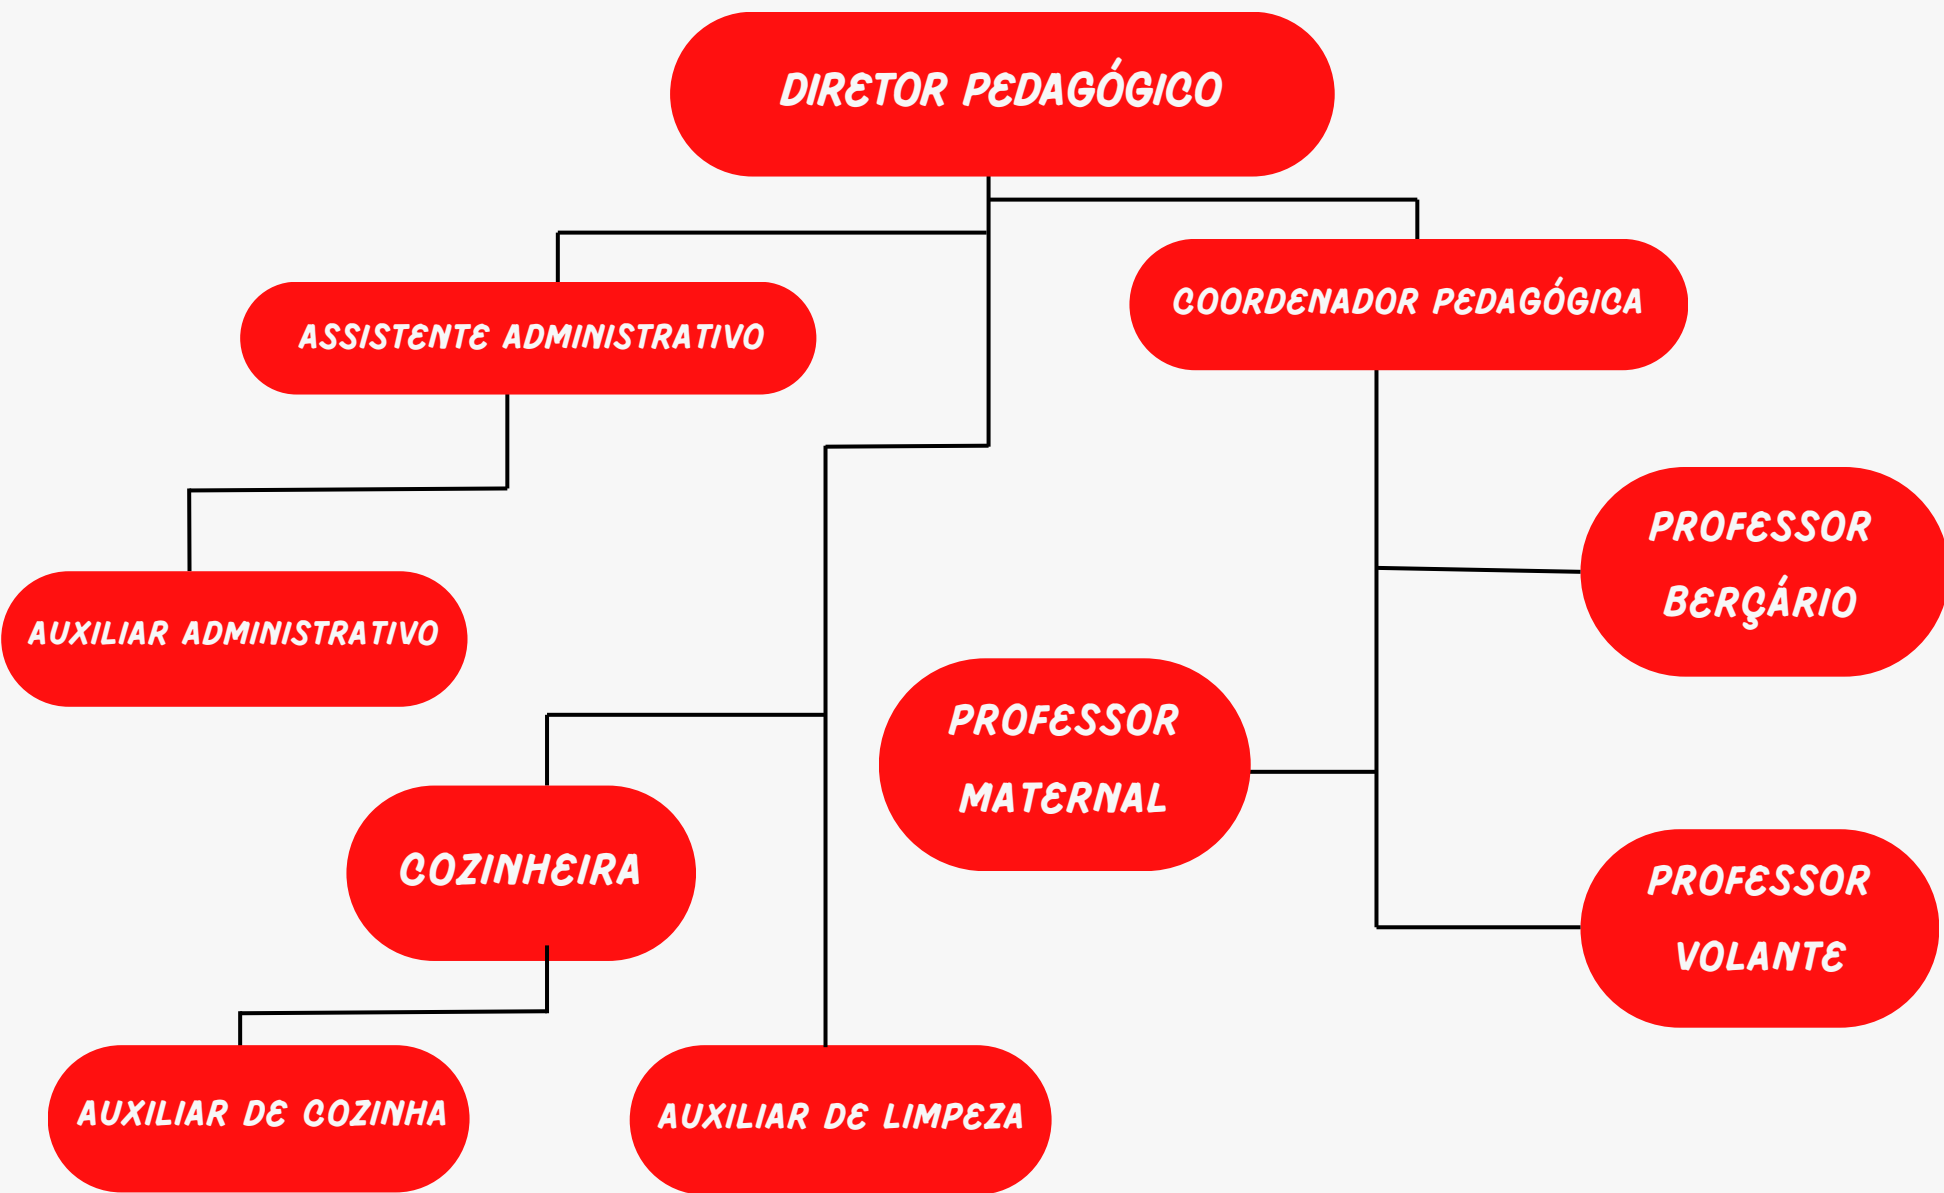 DIRETOR PEDAGÓGICO
COORDENADOR PEDAGÓGICA
ASSISTENTE ADMINISTRATIVO
PROFESSOR
BERÇÁRIO
AUXILIAR ADMINISTRATIVO
PROFESSOR
MATERNAL
COZINHEIRA
PROFESSOR
VOLANTE
AUXILIAR DE COZINHA
AUXILIAR DE LIMPEZA